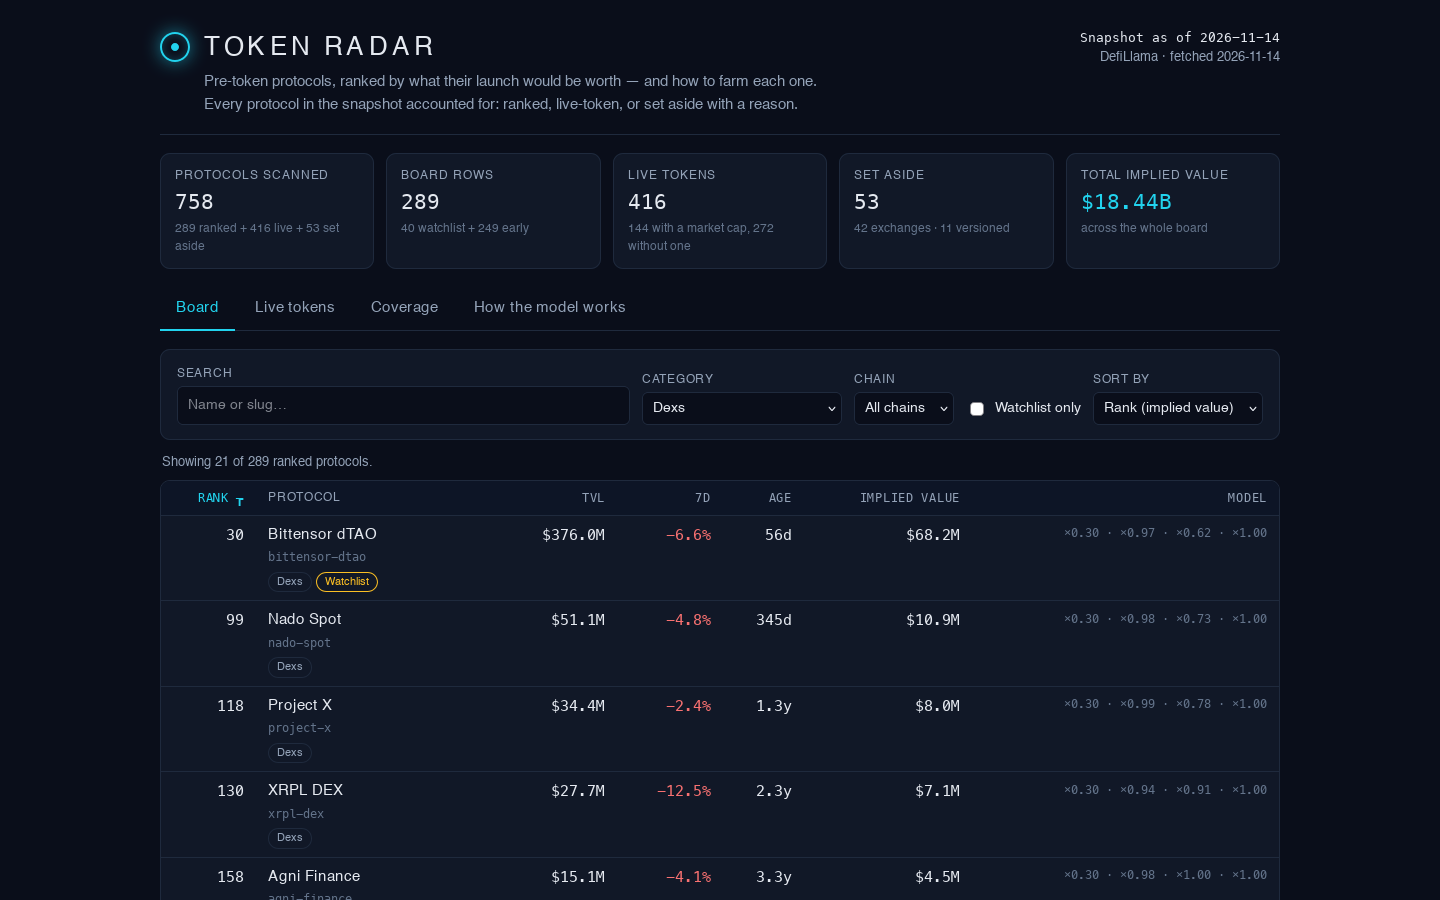 TOKEN RADAR
Pre-token protocols, ranked by what their launch would be worth — and how to farm each one.
Every protocol in the snapshot accounted for: ranked, live-token, or set aside with a reason.
Snapshot as of 2026−11−14
DefiLlama · fetched 2026-11-14
PROTOCOLS SCANNED
758
289 ranked + 416 live + 53 set
aside
BOARD ROWS
289
40 watchlist + 249 early
LIVE TOKENS
416
144 with a market cap, 272
without one
SET ASIDE
53
42 exchanges · 11 versioned
TOTAL IMPLIED VALUE
$18.44B
across the whole board
Board Live tokens Coverage How the model works
SEARCH
Name or slug…
CATEGORY
Dexs
CHAIN
All chains
Watchlist only
SORT BY
Rank (implied value)
Showing 21 of 289 ranked protocols.
RANK PROTOCOL TVL 7D AGE IMPLIED VALUE MODEL
30 Bittensor dTAO $376.0M −6.6% 56d $68.2M ×0.30 · ×0.97 · ×0.62 · ×1.00
bittensor−dtao
Dexs Watchlist
99 Nado Spot $51.1M −4.8% 345d $10.9M ×0.30 · ×0.98 · ×0.73 · ×1.00
nado−spot
Dexs
118 Project X $34.4M −2.4% 1.3y $8.0M ×0.30 · ×0.99 · ×0.78 · ×1.00
project−x
Dexs
130 XRPL DEX $27.7M −12.5% 2.3y $7.1M ×0.30 · ×0.94 · ×0.91 · ×1.00
xrpl−dex
Dexs
158 Agni Finance $15.1M −4.1% 3.3y $4.5M ×0.30 · ×0.98 · ×1.00 · ×1.00
agni−finance